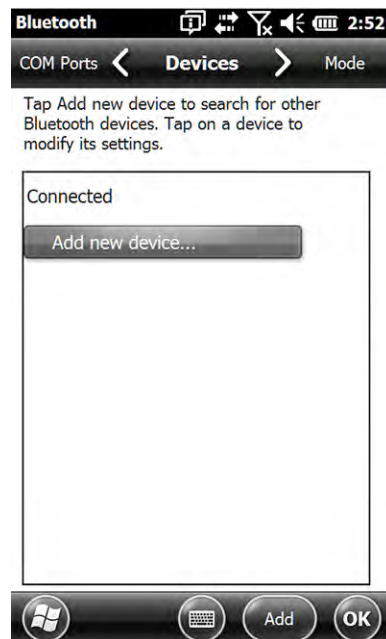 Bluetooth 2:52
COM Ports Devices Mode
Tap Add new device to search for other
Bluetooth devices. Tap on a device to
modify its settings.
Connected
Add new device...
Add OK